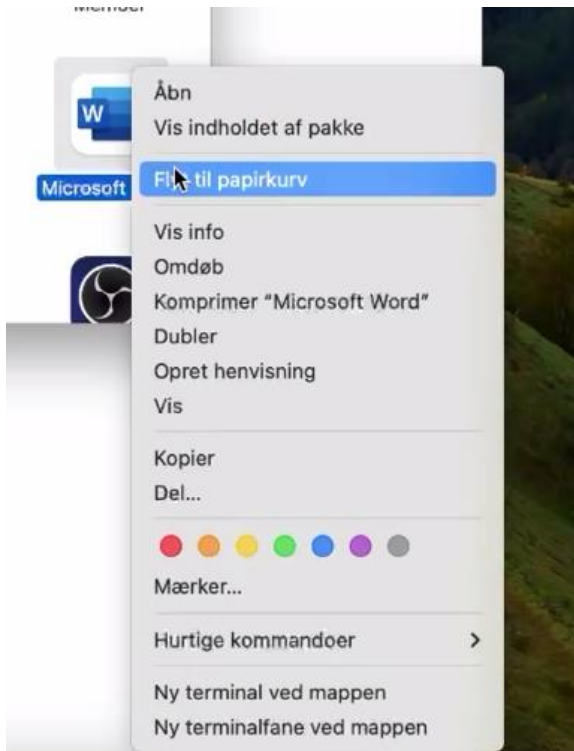 Member
W
Microsoft
Åbn
Vis indholdet af pakke
Flyt til papirkurv
Vis info
Omdøb
Komprimer “Microsoft Word”
Dubler
Opret henvisning
Vis
Kopier
Del...
Mærker...
Hurtige kommandoer
Ny terminal ved mappen
Ny terminalfane ved mappen